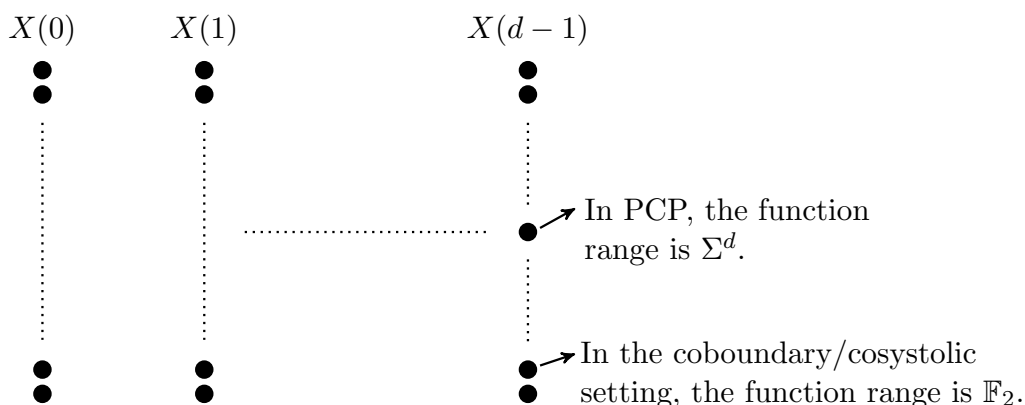 X(0) X(1) X(d − 1)
In PCP, the function
range is Σ^d.
In the coboundary/cosystolic
setting, the function range is 𝔽₂.